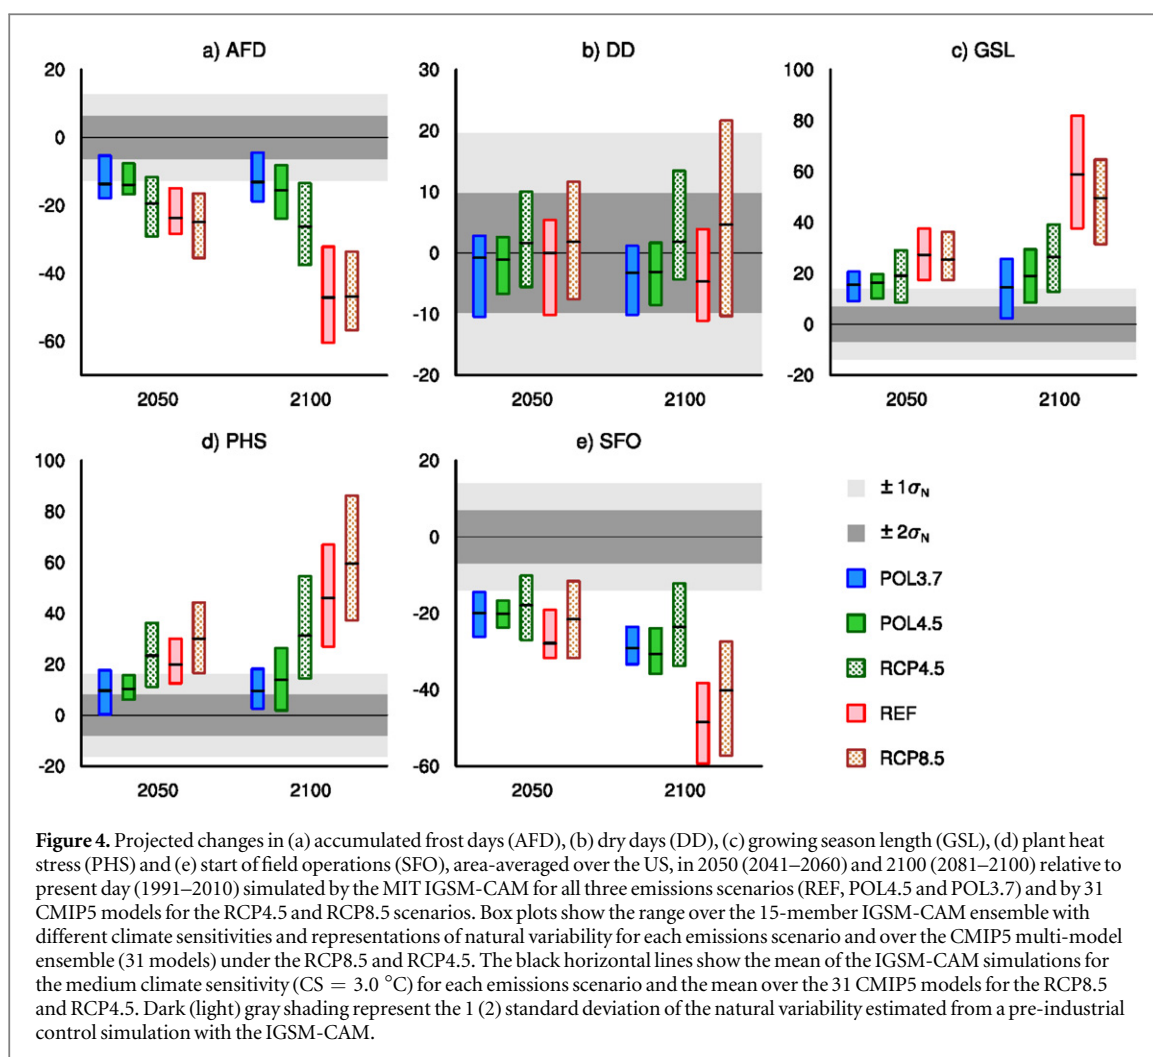 a) AFD
20
0
-20
-40
-60
2050
2100
b) DD
30
20
10
0
-10
-20
2050
2100
c) GSL
100
80
60
40
20
0
-20
2050
2100
d) PHS
100
80
60
40
20
0
-20
2050
2100
e) SFO
20
0
-20
-40
-60
2050
2100
± 1σN
± 2σN
POL3.7
POL4.5
RCP4.5
REF
RCP8.5
Figure 4. Projected changes in (a) accumulated frost days (AFD), (b) dry days (DD), (c) growing season length (GSL), (d) plant heat
stress (PHS) and (e) start of field operations (SFO), area-averaged over the US, in 2050 (2041–2060) and 2100 (2081–2100) relative to
present day (1991–2010) simulated by the MIT IGSM-CAM for all three emissions scenarios (REF, POL4.5 and POL3.7) and by 31
CMIP5 models for the RCP4.5 and RCP8.5 scenarios. Box plots show the range over the 15-member IGSM-CAM ensemble with
different climate sensitivities and representations of natural variability for each emissions scenario and over the CMIP5 multi-model
ensemble (31 models) under the RCP8.5 and RCP4.5. The black horizontal lines show the mean of the IGSM-CAM simulations for
the medium climate sensitivity (CS = 3.0 °C) for each emissions scenario and the mean over the 31 CMIP5 models for the RCP8.5
and RCP4.5. Dark (light) gray shading represent the 1 (2) standard deviation of the natural variability estimated from a pre-industrial
control simulation with the IGSM-CAM.